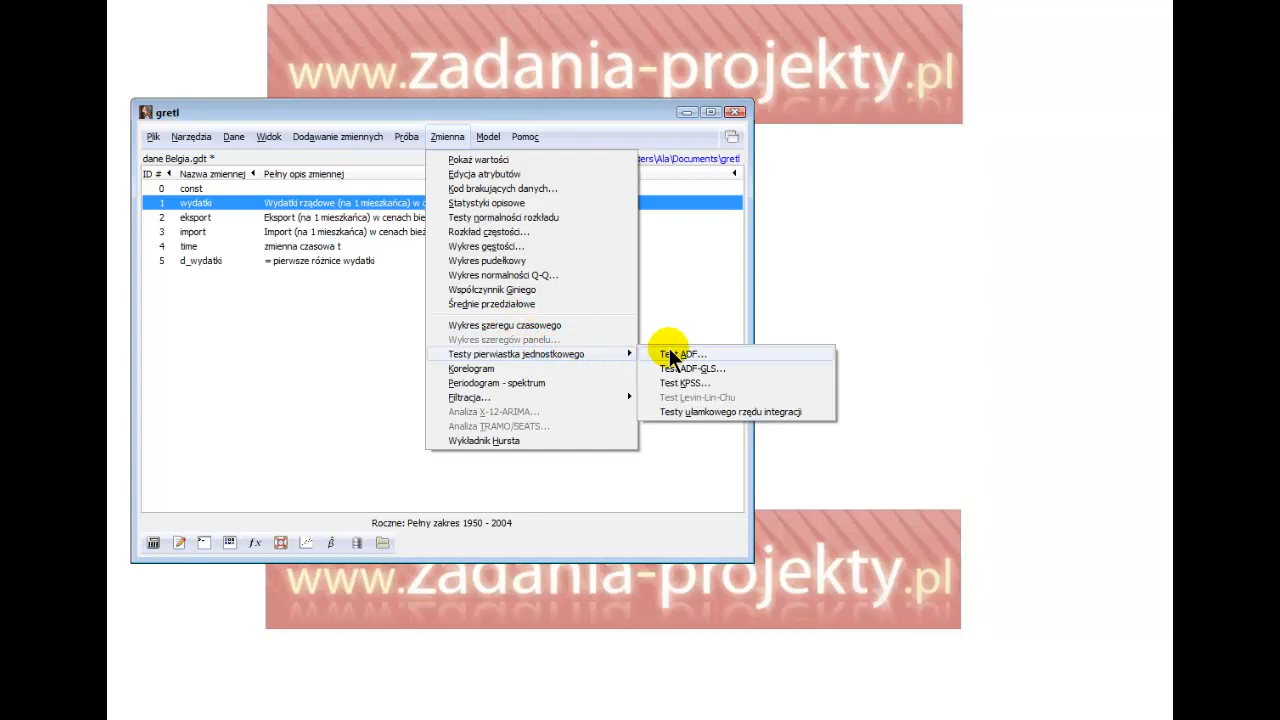 www.zadania-projekty.pl
gretl
Plik Narzędzia Dane Widok Dodawanie zmiennych Próba Zmienna Model Pomoc
dane Belgia.gdt * ers\Ala\Documents\gretl
ID # Nazwa zmiennej Pełny opis zmiennej
0 const
1 wydatki Wydatki rządowe (na 1 mieszkańca) w c
2 eksport Eksport (na 1 mieszkańca) w cenach bie
3 import Import (na 1 mieszkańca) w cenach bież
4 time zmienna czasowa t
5 d_wydatki = pierwsze różnice wydatki
Pokaż wartości
Edycja atrybutów
Kod brakujących danych...
Statystyki opisowe
Testy normalności rozkładu
Rozkład częstości...
Wykres gęstości...
Wykres pudełkowy
Wykres normalności Q-Q...
Współczynnik Giniego
Średnie przedziałowe
Wykres szeregu czasowego
Wykres szeregów panelu...
Testy pierwiastka jednostkowego
Korelogram
Periodogram - spektrum
Filtracja...
Analiza X-12-ARIMA...
Analiza TRAMO/SEATS...
Wykładnik Hursta
Test ADF...
Test ADF-GLS...
Test KPSS...
Test Levin-Lin-Chu
Testy ułamkowego rzędu integracji
Roczne: Pełny zakres 1950 - 2004
fx β̂
www.zadania-projekty.pl